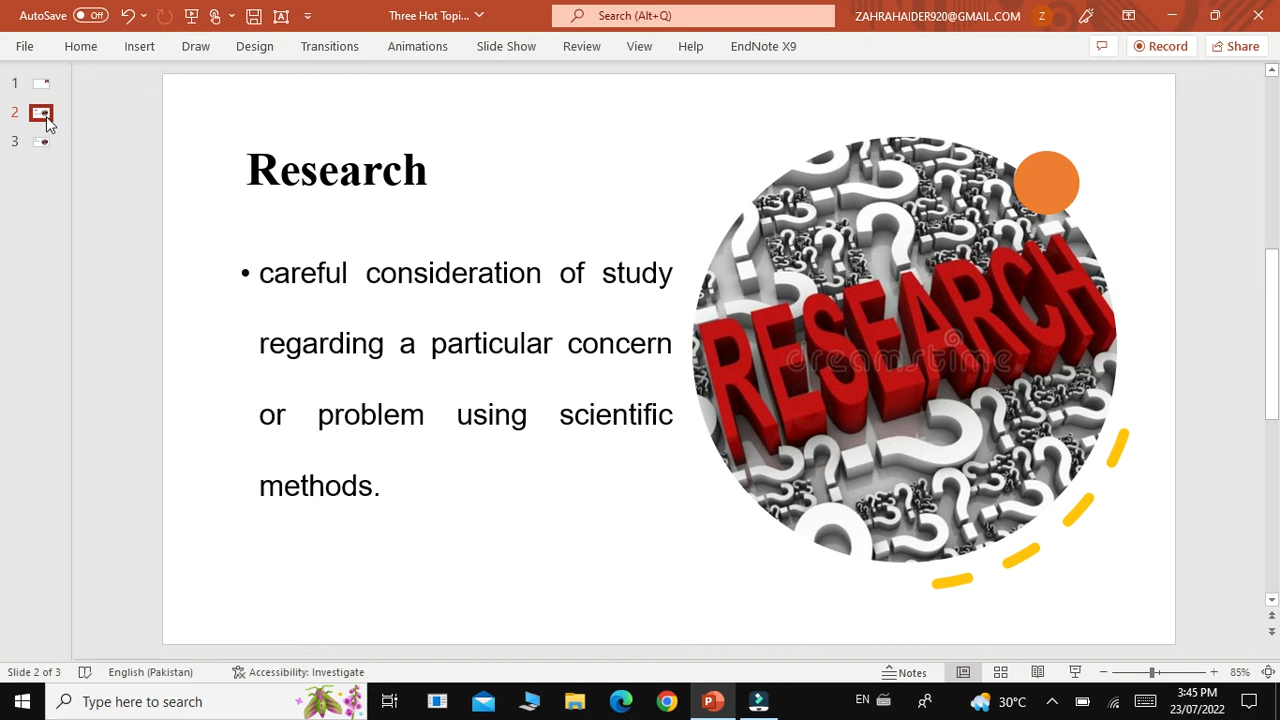 AutoSave Off Three Hot Topi... Search (Alt+Q) ZAHRAHAIDER920@GMAIL.COM Z
File Home Insert Draw Design Transitions Animations Slide Show Review View Help EndNote X9 Record Share
1
2
3
Research
• careful consideration of study
regarding a particular concern
or problem using scientific
methods.
RESEARCH
dreamstime
Slide 2 of 3 English (Pakistan) Accessibility: Investigate Notes 85%
Type here to search EN 30°C 3:45 PM
23/07/2022